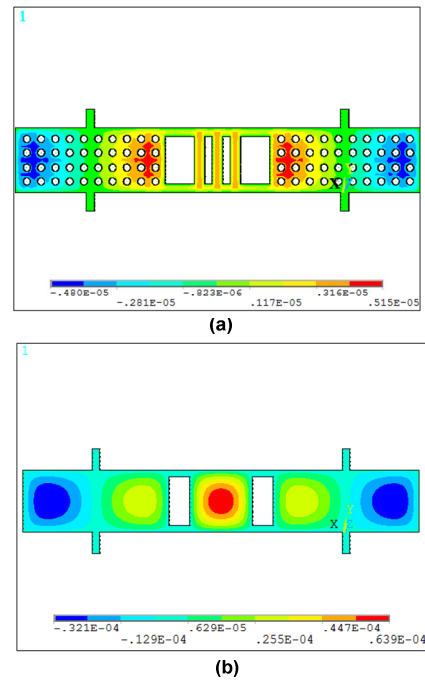 1
X
-.480E-05 -.823E-06 .316E-05
-.281E-05 .117E-05 .515E-05
(a)
1
Y
X Z
-.321E-04 .629E-05 .447E-04
-.129E-04 .255E-04 .639E-04
(b)